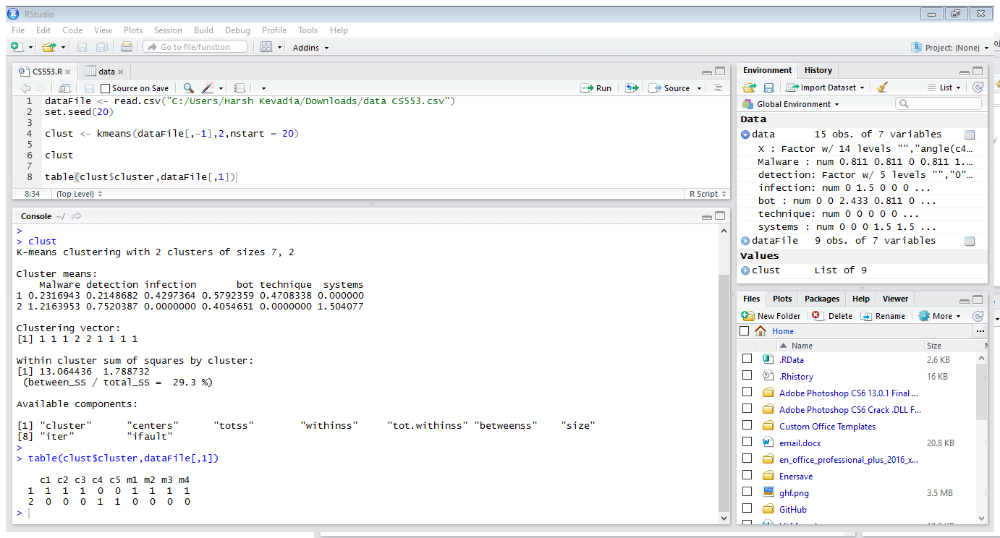 RStudio
File Edit Code View Plots Session Build Debug Profile Tools Help
Go to file/function Addins Project: (None)
CS553.R data
Source on Save Run Source
1 dataFile <- read.csv("C:/Users/Harsh Kevadia/Downloads/data CS553.csv")
2 set.seed(20)
3
4 clust <- kmeans(dataFile[,-1],2,nstart = 20)
5
6 clust
7
8 table(clust$cluster,dataFile[,1])
8:34 (Top Level) R Script
Console ~/
>
> clust
K-means clustering with 2 clusters of sizes 7, 2
Cluster means:
Malware detection infection bot technique systems
1 0.2316943 0.2148682 0.4297364 0.5792359 0.4708338 0.000000
2 1.2163953 0.7520387 0.0000000 0.4054651 0.0000000 1.504077
Clustering vector:
[1] 1 1 1 2 2 1 1 1 1
Within cluster sum of squares by cluster:
[1] 13.064436 1.788732
(between_SS / total_SS = 29.3 %)
Available components:
[1] "cluster" "centers" "totss" "withinss" "tot.withinss" "betweenss" "size"
[8] "iter" "ifault"
>
> table(clust$cluster,dataFile[,1])
c1 c2 c3 c4 c5 m1 m2 m3 m4
1 1 1 1 0 0 1 1 1 1
2 0 0 0 1 1 0 0 0 0
>
Environment History
Import Dataset List
Global Environment
Data
data 15 obs. of 7 variables
X : Factor w/ 14 levels "","angle(c4…
Malware : num 0.811 0.811 0 0.811 1.…
detection: Factor w/ 5 levels "","0"…
infection: num 0 1.5 0 0 0 ...
bot : num 0 0 2.433 0.811 0 ...
technique: num 0 0 0 0 0 ...
systems : num 0 0 0 1.5 1.5 ...
dataFile 9 obs. of 7 variables
Values
clust List of 9
Files Plots Packages Help Viewer
New Folder Delete Rename More
Home ...
Name Size
.RData 2.6 KB
.Rhistory 16 KB
Adobe Photoshop CS6 13.0.1 Final ...
Adobe Photoshop CS6 Crack .DLL F...
Custom Office Templates
email.docx 20.8 KB
en_office_professional_plus_2016_x...
Enersave
ghf.png 3.5 MB
GitHub